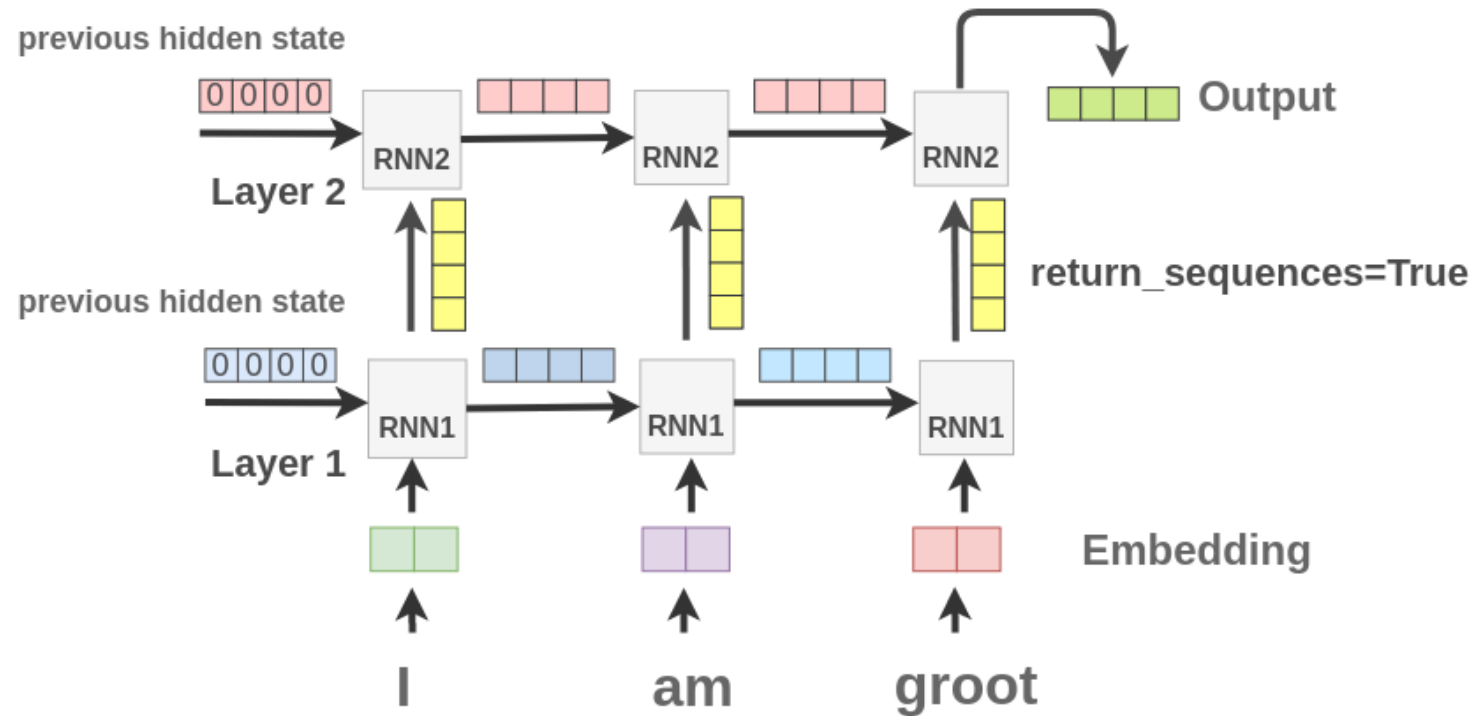 previous hidden state
0 0 0 0
Output
RNN2 RNN2 RNN2
Layer 2
return_sequences=True
previous hidden state
0 0 0 0
RNN1 RNN1 RNN1
Layer 1
Embedding
I am groot